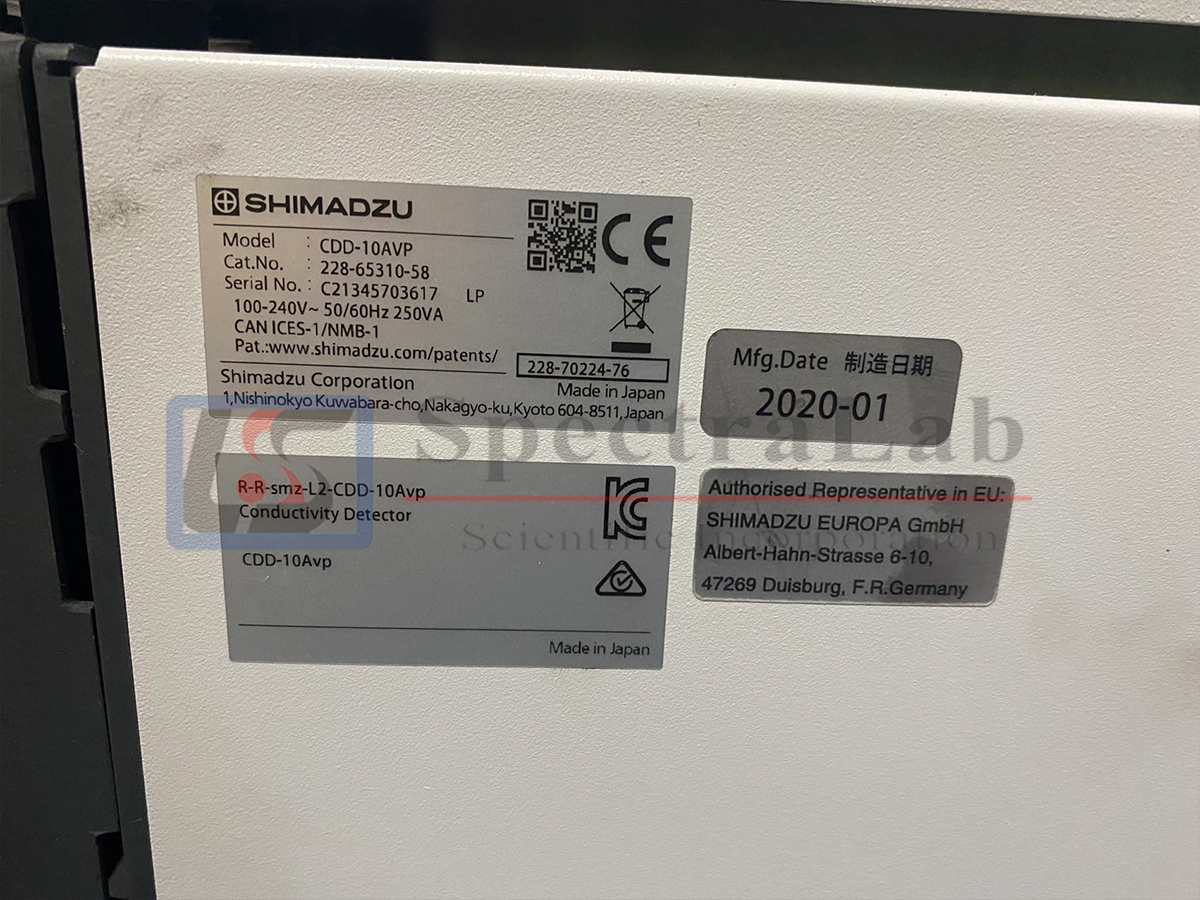 SHIMADZU
Model : CDD-10AVP
Cat.No. : 228-65310-58
Serial No. : C21345703617 LP
100-240V~ 50/60Hz 250VA
CAN ICES-1/NMB-1
Pat.:www.shimadzu.com/patents/
228-70224-76
Shimadzu Corporation
Made in Japan
1,Nishinokyo Kuwabara-cho,Nakagyo-ku,Kyoto 604-8511,Japan
CE
Mfg.Date 制造日期
2020-01
R-R-smz-L2-CDD-10Avp
Conductivity Detector
CDD-10Avp
Made in Japan
Authorised Representative in EU:
SHIMADZU EUROPA GmbH
Albert-Hahn-Strasse 6-10,
47269 Duisburg, F.R.Germany
LS
SpectraLab
Scientific Incorporation